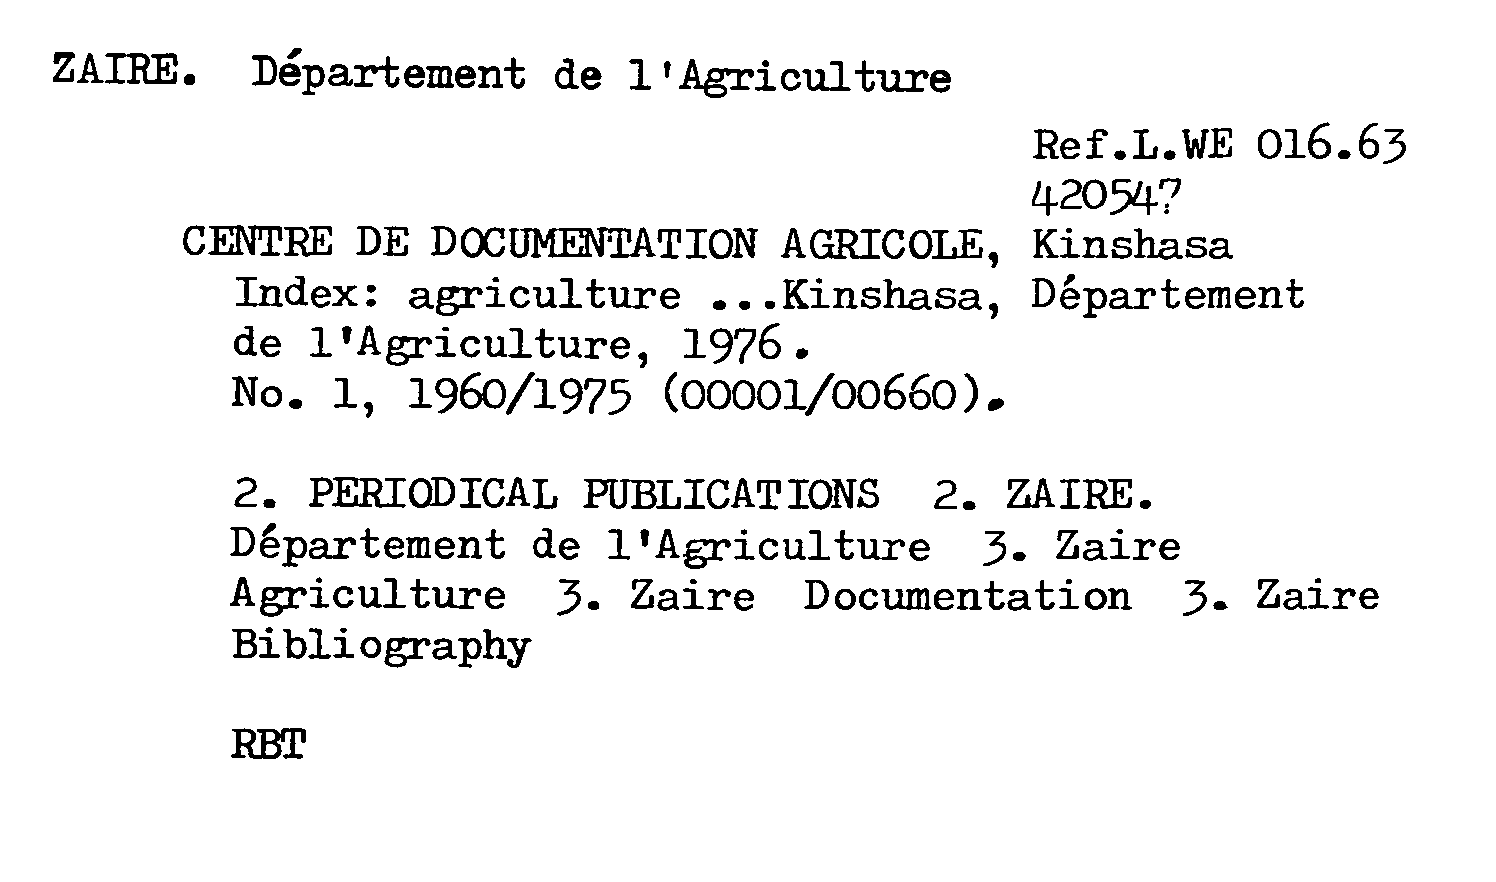 ZAIRE. Département de l'Agriculture
Ref.L.WE 016.63
420547
CENTRE DE DOCUMENTATION AGRICOLE, Kinshasa
Index: agriculture ...Kinshasa, Département
de l'Agriculture, 1976.
No. 1, 1960/1975 (00001/00660).
2. PERIODICAL PUBLICATIONS 2. ZAIRE.
Département de l'Agriculture 3. Zaire
Agriculture 3. Zaire Documentation 3. Zaire
Bibliography
RBT